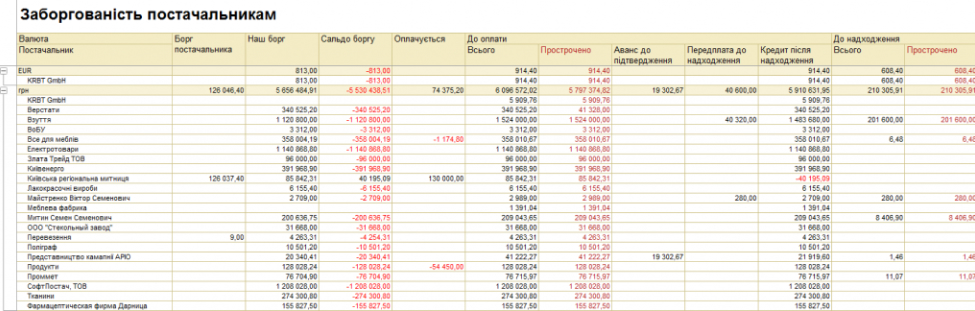 Заборгованість постачальникам
Валюта Борг Наш борг Сальдо боргу Оплачується До оплати До надходження
Постачальник постачальника Всього Прострочено Аванс до підтвердження Передплата до надходження Кредит після надходження Всього Прострочено
EUR 813,00 -813,00 914,40 914,40 914,40 608,40 608,40
KRBT GmbH 813,00 -813,00 914,40 914,40 914,40 608,40 608,40
грн 126 046,40 5 656 484,91 -5 530 438,51 74 375,20 6 096 572,02 5 797 374,82 19 302,67 40 600,00 5 910 631,95 210 305,91 210 305,91
KRBT GmbH 5 909,76 5 909,76 5 909,76
Верстати 340 525,20 -340 525,20 340 525,20 41 328,00 340 525,20
Взуття 1 120 800,00 -1 120 800,00 1 524 000,00 1 524 000,00 40 320,00 1 483 680,00 201 600,00 201 600,00
ВоБУ 3 312,00 -3 312,00 3 312,00 3 312,00 3 312,00
Все для меблів 358 004,19 -358 004,19 -1 174,80 358 010,67 358 010,67 358 010,67 6,48 6,48
Електротовари 1 140 868,80 -1 140 868,80 1 140 868,80 1 140 868,80 1 140 868,80
Злата Трейд ТОВ 96 000,00 -96 000,00 96 000,00 96 000,00 96 000,00
Київенерго 391 968,90 -391 968,90 391 968,90 391 968,90 391 968,90
Київська регіональна митниця 126 037,40 85 842,31 40 195,09 130 000,00 85 842,31 85 842,31 -40 195,09
Лакокрасочні вироби 6 155,40 -6 155,40 6 155,40 6 155,40 6 155,40
Майстренко Віктор Семенович 2 709,00 -2 709,00 2 989,00 2 989,00 280,00 2 709,00 280,00 280,00
Меблева фабрика 1 391,04 1 391,04 1 391,04
Митин Семен Семенович 200 636,75 -200 636,75 209 043,65 209 043,65 209 043,65 8 406,90 8 406,90
ООО "Стекольный завод" 31 668,00 -31 668,00 31 668,00 31 668,00 31 668,00
Перевезення 9,00 4 263,31 -4 254,31 4 263,31 4 263,31 4 263,31
Поліграф 10 501,20 -10 501,20 10 501,20 10 501,20 10 501,20
Представництво кампанії АРЮ 20 340,41 -20 340,41 41 222,27 41 222,27 19 302,67 21 919,60 1,46 1,46
Продукти 128 028,24 -128 028,24 -54 450,00 128 028,24 128 028,24 128 028,24
Проммет 76 704,90 -76 704,90 76 715,97 76 715,97 76 715,97 11,07 11,07
СофтПостач, ТОВ 1 208 028,00 -1 208 028,00 1 208 028,00 1 208 028,00 1 208 028,00
Тканини 274 300,80 -274 300,80 274 300,80 274 300,80 274 300,80
Фармацептическая фирма Дарница 155 827,50 -155 827,50 155 827,50 155 827,50 155 827,50